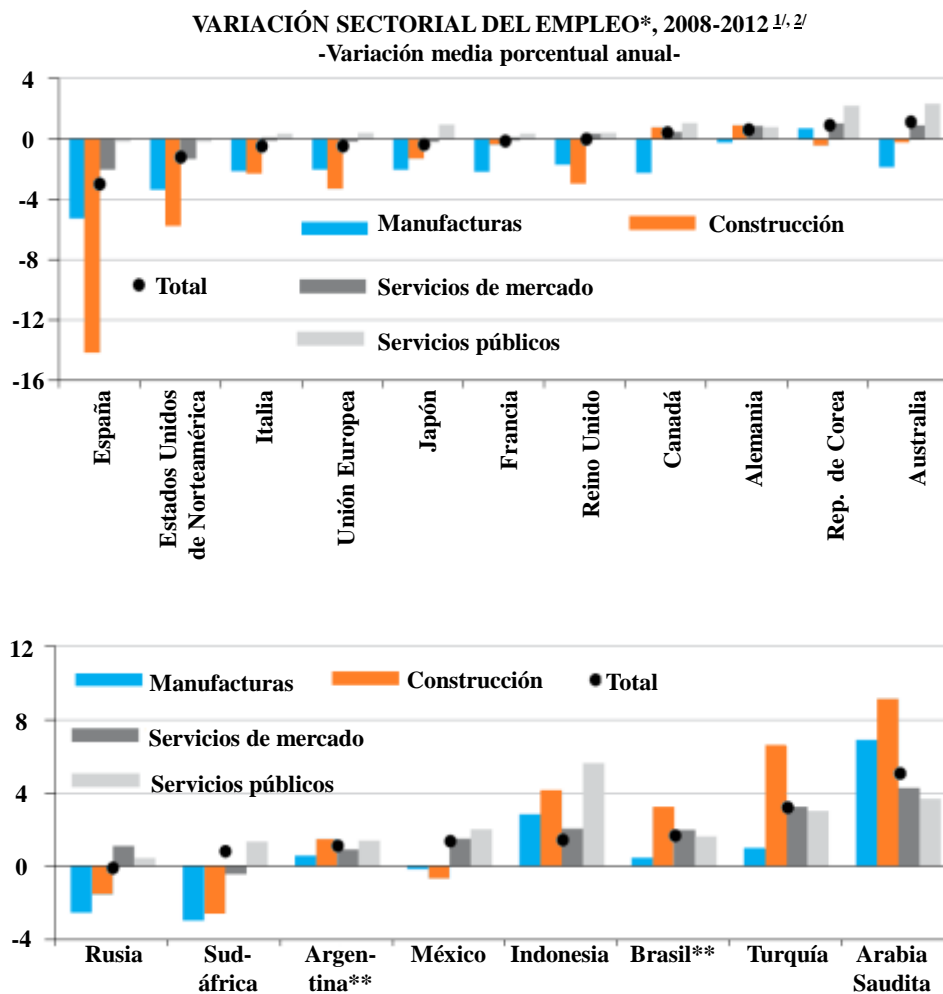 VARIACIÓN SECTORIAL DEL EMPLEO*, 2008-2012 1/, 2/
-Variación media porcentual anual-
4
0
-4
-8
-12
-16
Manufacturas
Construcción
Total
Servicios de mercado
Servicios públicos
España
Estados Unidos
de Norteamérica
Italia
Unión Europea
Japón
Francia
Reino Unido
Canadá
Alemania
Rep. de Corea
Australia
12
8
4
0
-4
Manufacturas
Construcción
Total
Servicios de mercado
Servicios públicos
Rusia
Sud-
áfrica
Argen-
tina**
México
Indonesia
Brasil**
Turquía
Arabia
Saudita